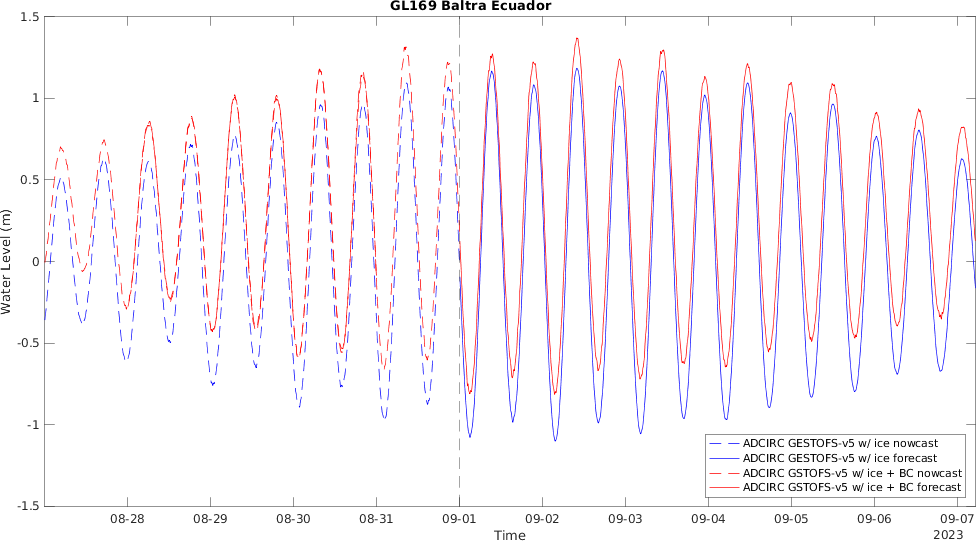 GL169 Baltra Ecuador
1.5
1
0.5
0
-0.5
-1
-1.5
Water Level (m)
ADCIRC GESTOFS-v5 w/ ice nowcast
ADCIRC GESTOFS-v5 w/ ice forecast
ADCIRC GSTOFS-v5 w/ ice + BC nowcast
ADCIRC GSTOFS-v5 w/ ice + BC forecast
08-28 08-29 08-30 08-31 09-01 09-02 09-03 09-04 09-05 09-06 09-07
Time
2023